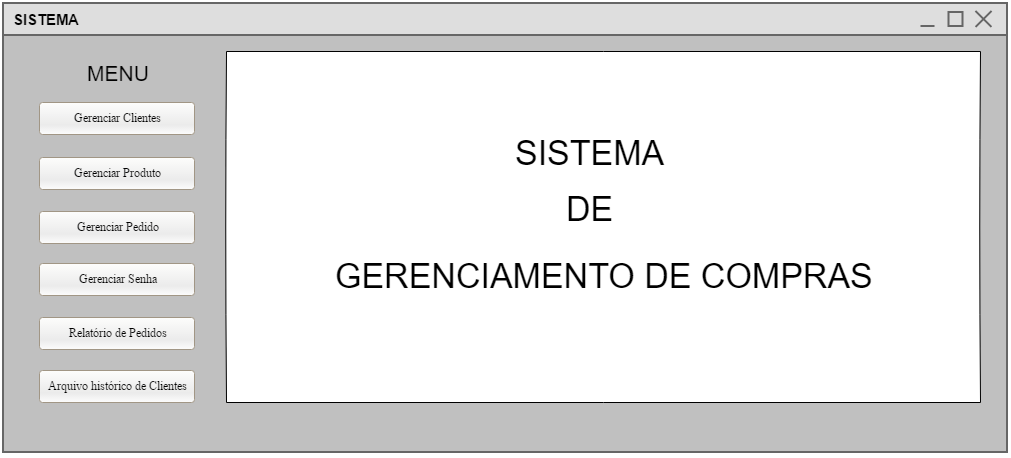 SISTEMA
MENU
Gerenciar Clientes
Gerenciar Produto
Gerenciar Pedido
Gerenciar Senha
Relatório de Pedidos
Arquivo histórico de Clientes
SISTEMA
DE
GERENCIAMENTO DE COMPRAS